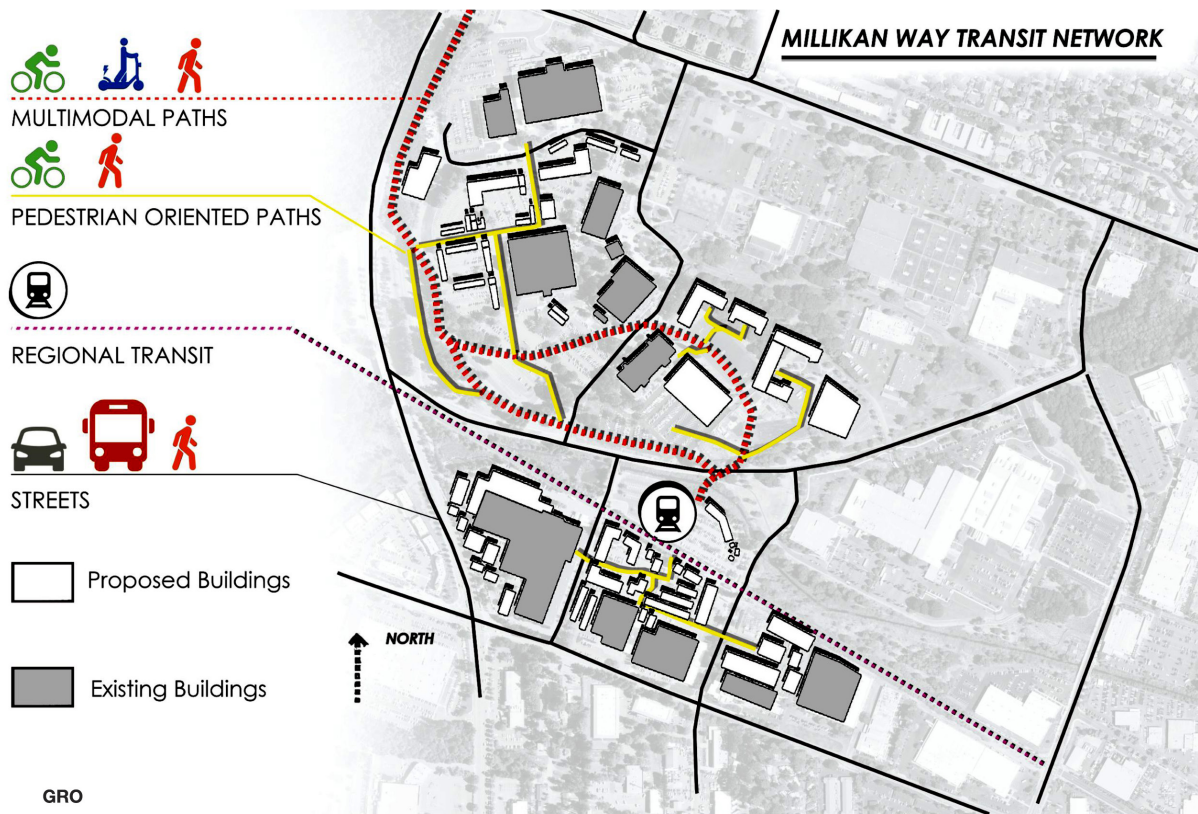 MILLIKAN WAY TRANSIT NETWORK
MULTIMODAL PATHS
PEDESTRIAN ORIENTED PATHS
REGIONAL TRANSIT
STREETS
Proposed Buildings
NORTH
Existing Buildings
GRO